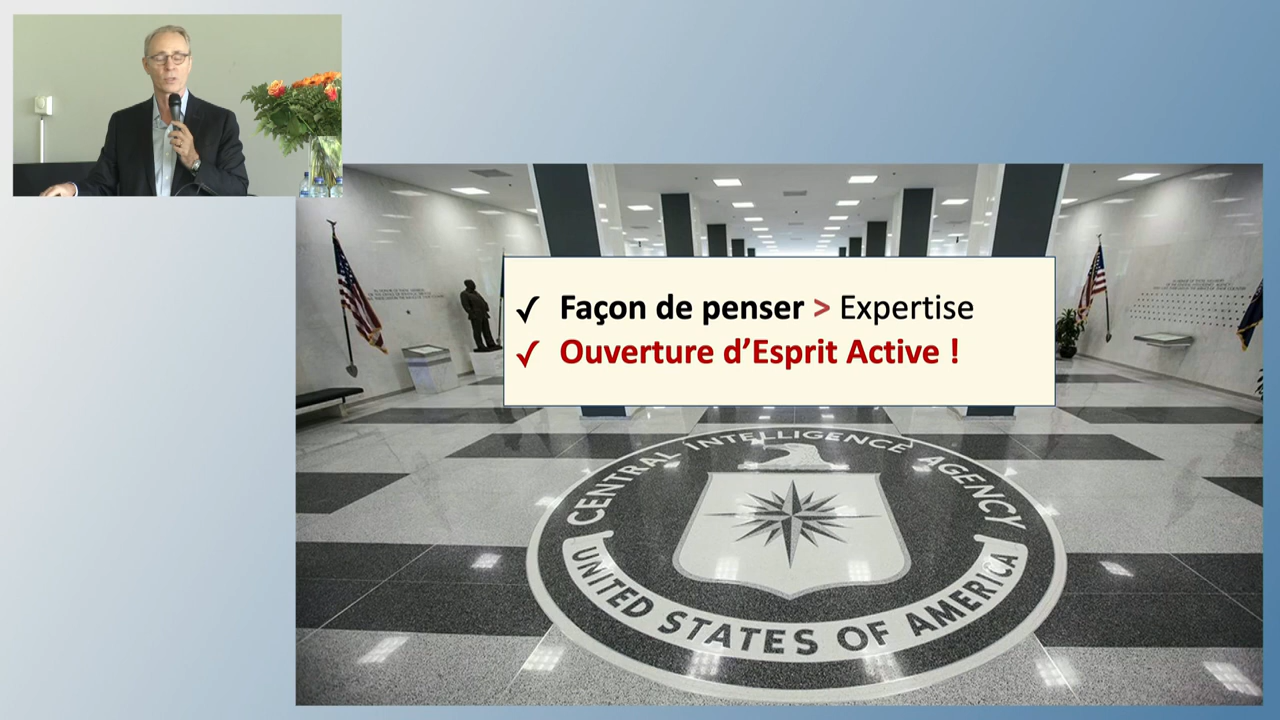 ✓ Façon de penser > Expertise
✓ Ouverture d’Esprit Active !
CENTRAL INTELLIGENCE AGENCY
UNITED STATES OF AMERICA